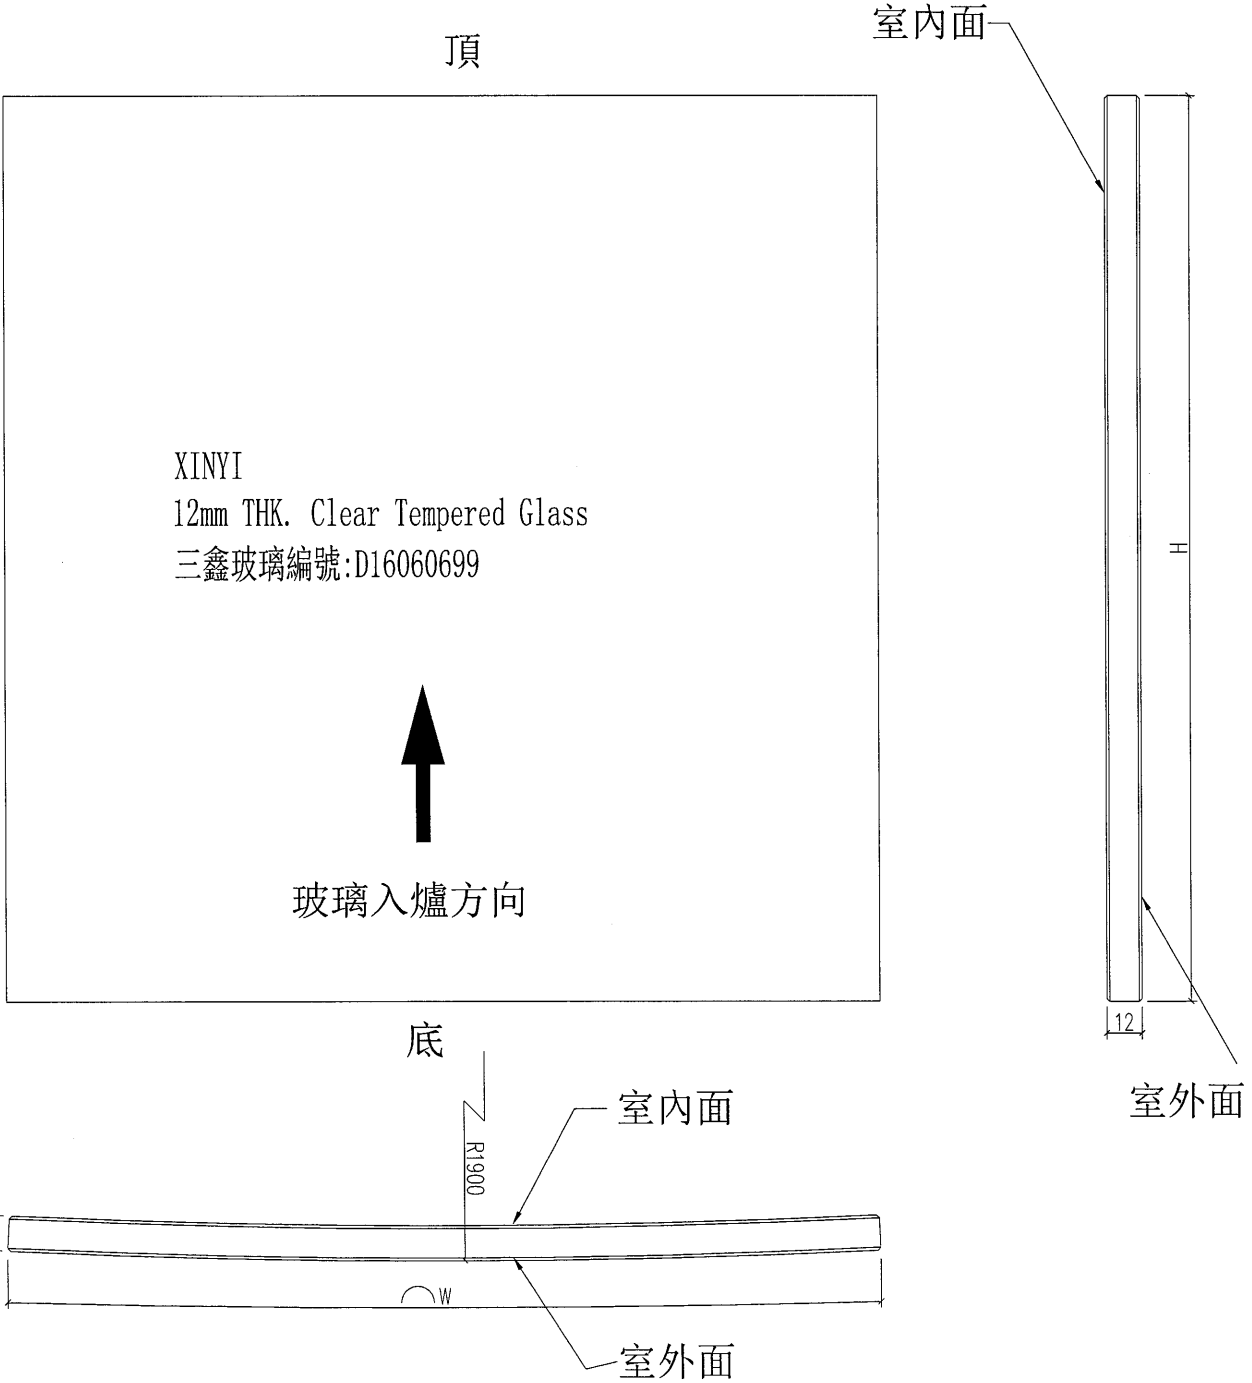 室內面
頂
XINYI
12mm THK. Clear Tempered Glass
三鑫玻璃編號:D16060699
H
玻璃入爐方向
12
底
室外面
室內面
R1900
W
室外面